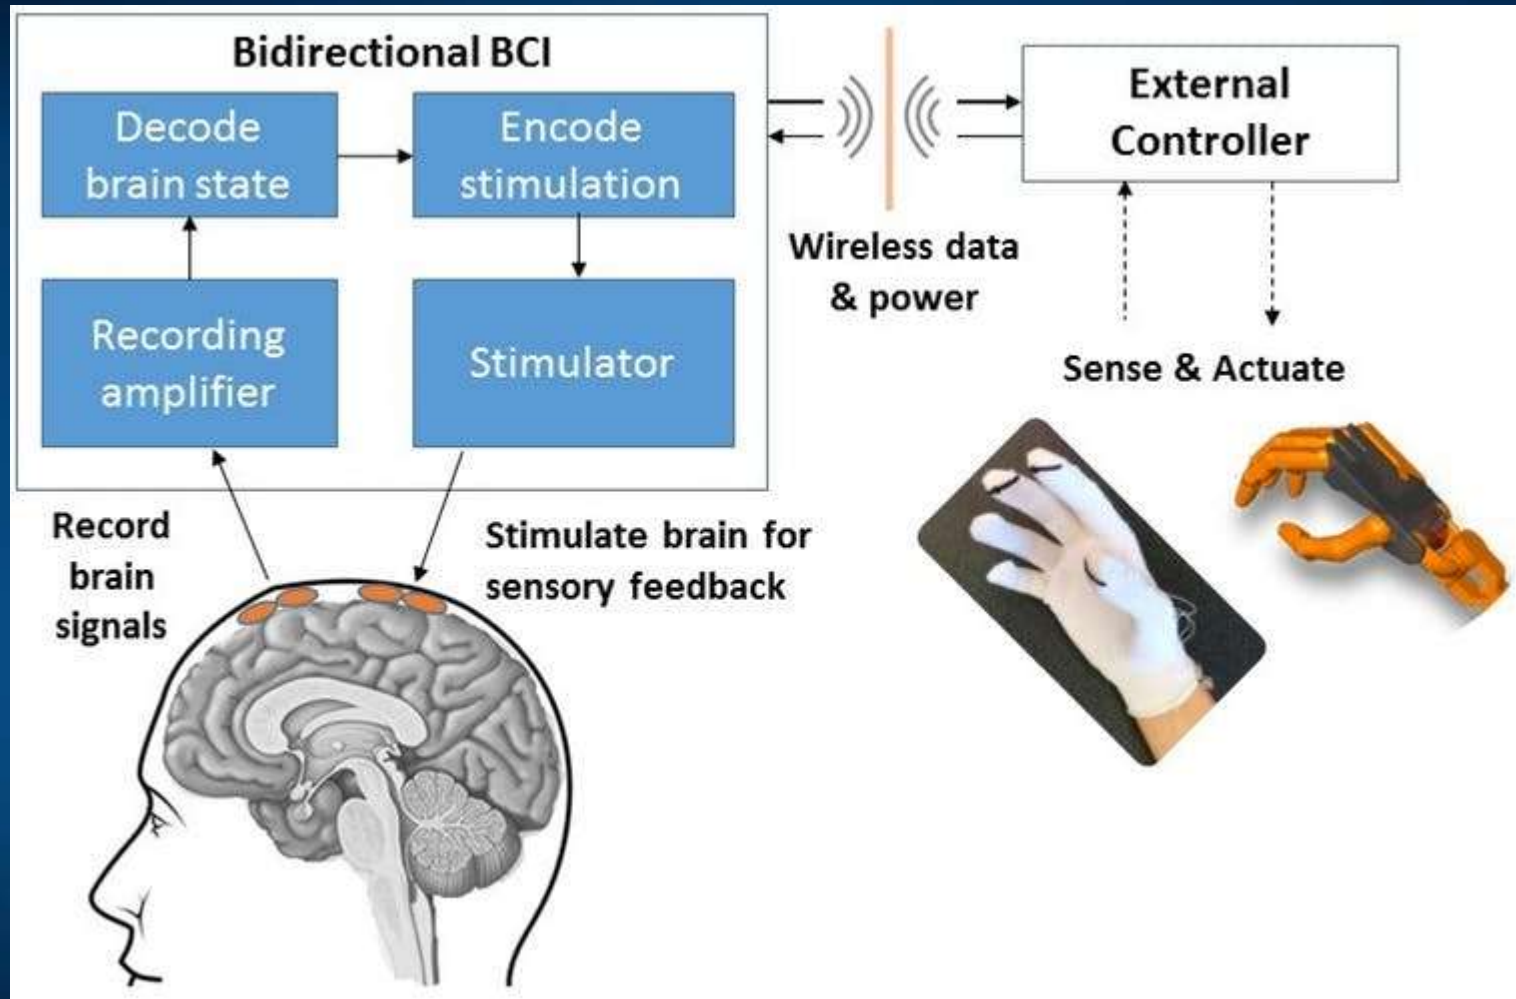 Bidirectional BCI
Decode
brain state
Encode
stimulation
Recording
amplifier
Stimulator
External
Controller
Wireless data
& power
Sense & Actuate
Record
brain
signals
Stimulate brain for
sensory feedback